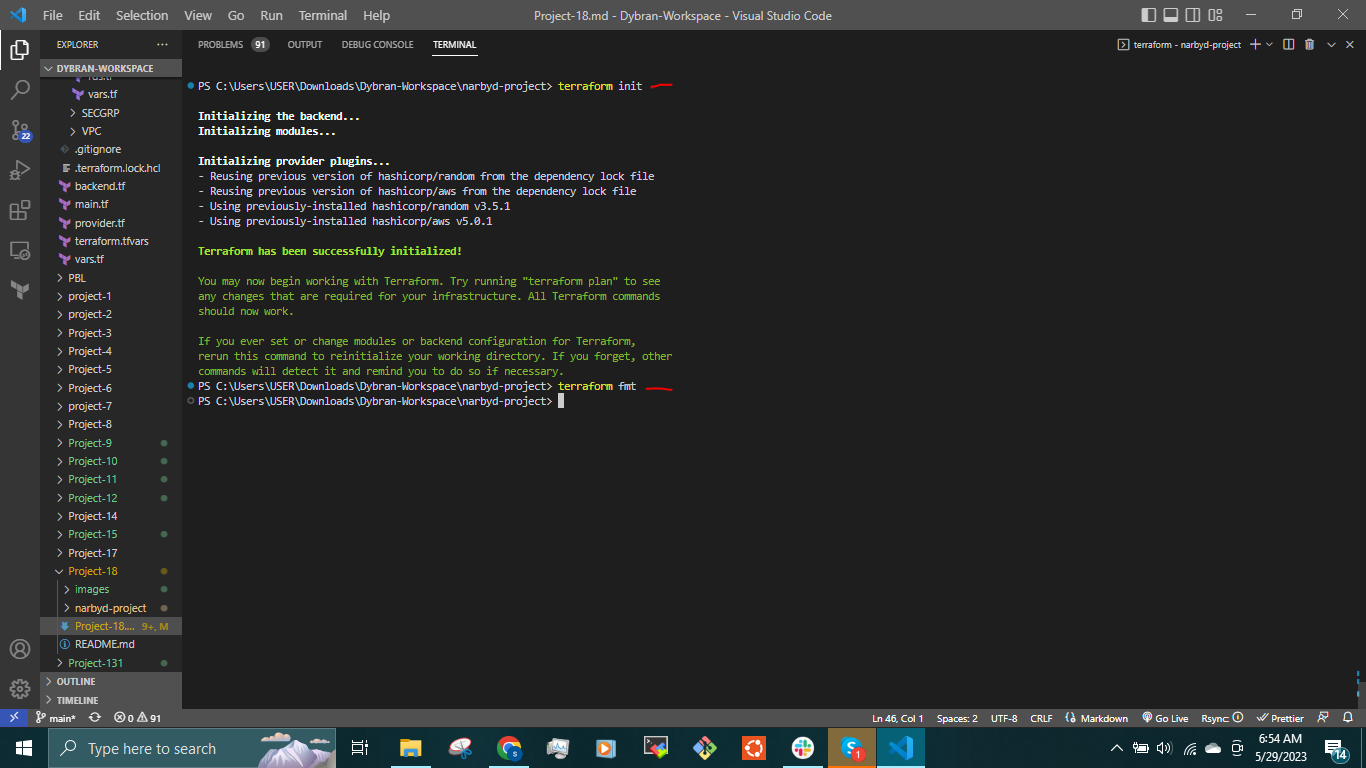 File Edit Selection View Go Run Terminal Help
Project-18.md - Dybran-Workspace - Visual Studio Code
EXPLORER
DYBRAN-WORKSPACE
vars.tf
SECGRP
VPC
.gitignore
.terraform.lock.hcl
backend.tf
main.tf
provider.tf
terraform.tfvars
vars.tf
PBL
project-1
project-2
Project-3
Project-4
Project-5
Project-6
project-7
Project-8
Project-9
Project-10
Project-11
Project-12
Project-14
Project-15
Project-17
Project-18
images
narbyd-project
Project-18.... 9+, M
README.md
Project-131
OUTLINE
TIMELINE
22
PROBLEMS 91 OUTPUT DEBUG CONSOLE TERMINAL
terraform - narbyd-project
PS C:\Users\USER\Downloads\Dybran-Workspace\narbyd-project> terraform init
Initializing the backend...
Initializing modules...
Initializing provider plugins...
- Reusing previous version of hashicorp/random from the dependency lock file
- Reusing previous version of hashicorp/aws from the dependency lock file
- Using previously-installed hashicorp/random v3.5.1
- Using previously-installed hashicorp/aws v5.0.1
Terraform has been successfully initialized!
You may now begin working with Terraform. Try running "terraform plan" to see
any changes that are required for your infrastructure. All Terraform commands
should now work.
If you ever set or change modules or backend configuration for Terraform,
rerun this command to reinitialize your working directory. If you forget, other
commands will detect it and remind you to do so if necessary.
PS C:\Users\USER\Downloads\Dybran-Workspace\narbyd-project> terraform fmt
PS C:\Users\USER\Downloads\Dybran-Workspace\narbyd-project>
main* 0 91
Ln 46, Col 1 Spaces: 2 UTF-8 CRLF Markdown Go Live Rsync: Prettier
Type here to search
S
1
6:54 AM
5/29/2023
14